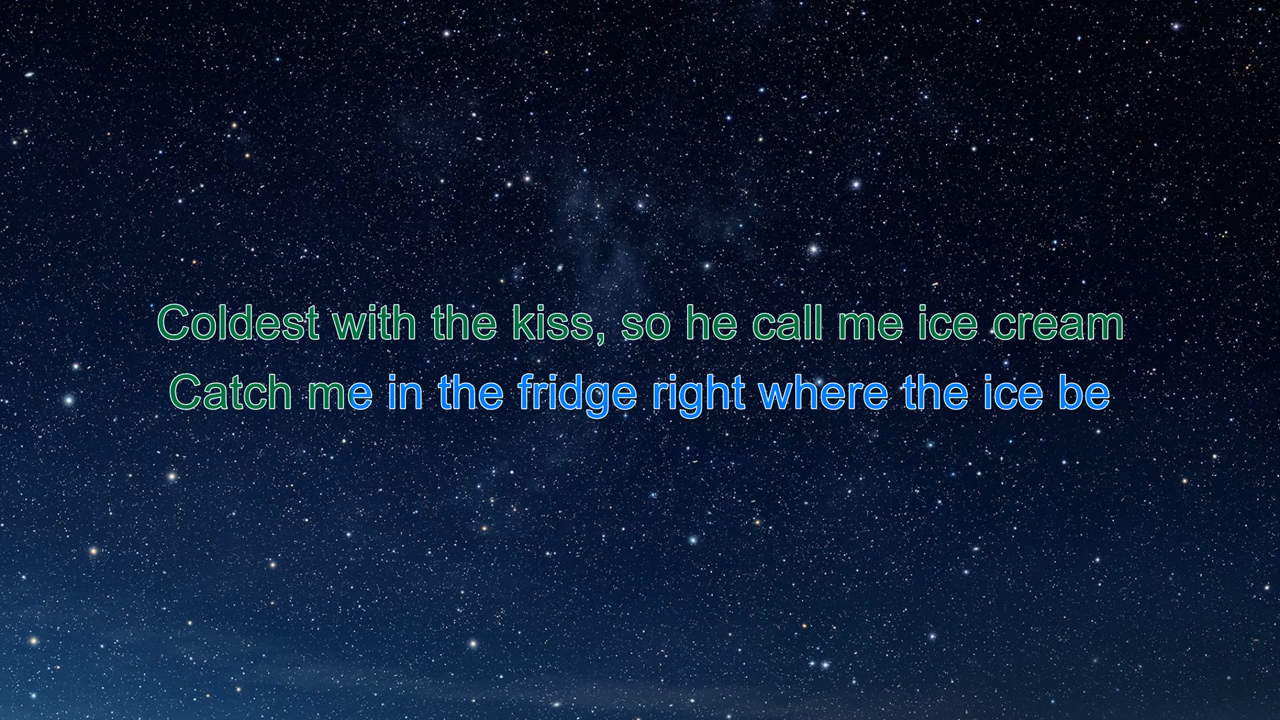 Coldest with the kiss, so he call me ice cream
Catch me in the fridge right where the ice be